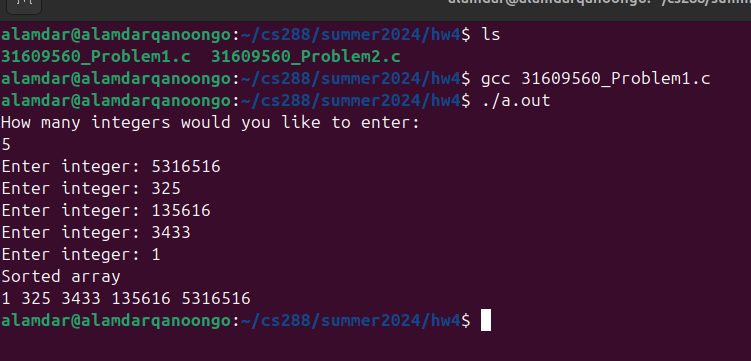 alamdar@alamdarqanoongo: ~/cs288/summer2024/hw4
alamdar@alamdarqanoongo:~/cs288/summer2024/hw4$ ls
31609560_Problem1.c  31609560_Problem2.c
alamdar@alamdarqanoongo:~/cs288/summer2024/hw4$ gcc 31609560_Problem1.c
alamdar@alamdarqanoongo:~/cs288/summer2024/hw4$ ./a.out
How many integers would you like to enter:
5
Enter integer: 5316516
Enter integer: 325
Enter integer: 135616
Enter integer: 3433
Enter integer: 1
Sorted array
1 325 3433 135616 5316516
alamdar@alamdarqanoongo:~/cs288/summer2024/hw4$